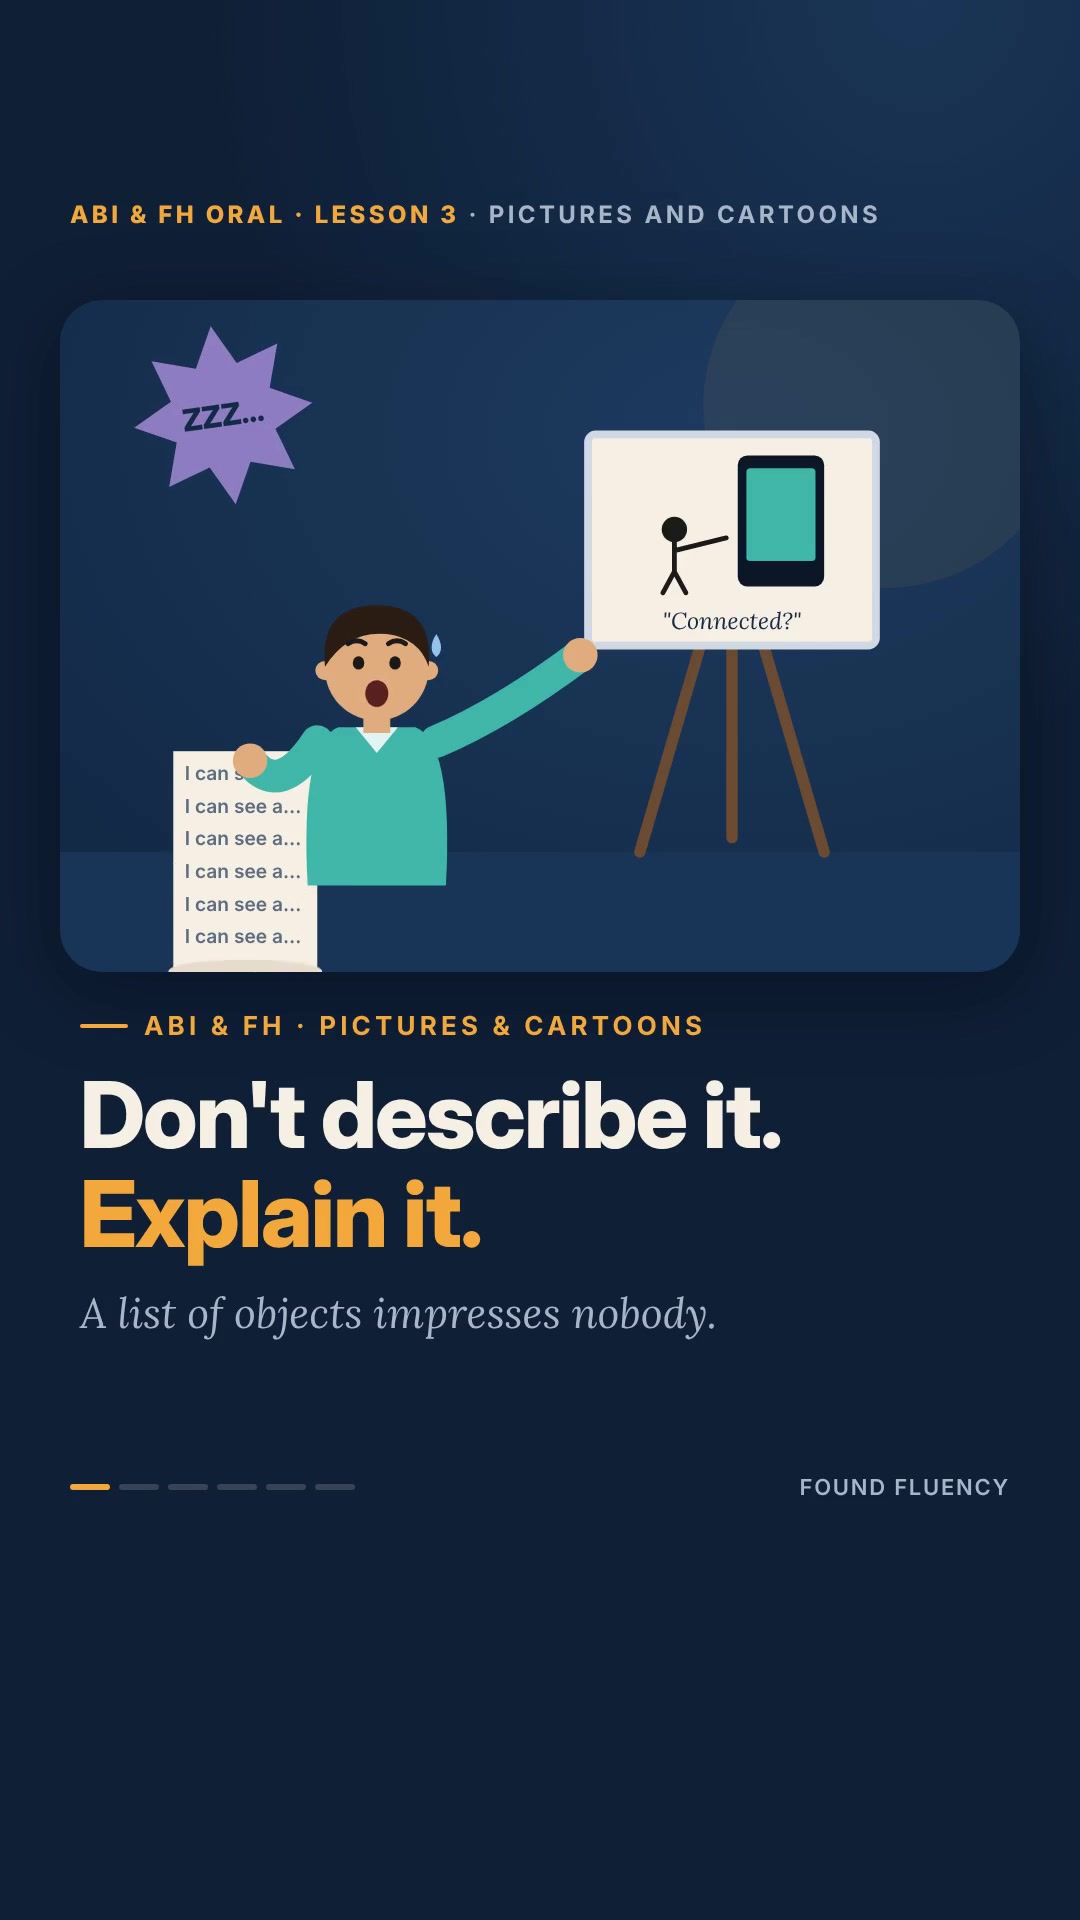 ABI & FH ORAL · LESSON 3 · PICTURES AND CARTOONS
ZZZ...
"Connected?"
I can s
I can see a...
I can see a...
I can see a...
I can see a...
I can see a...
ABI & FH · PICTURES & CARTOONS
Don't describe it.
Explain it.
A list of objects impresses nobody.
FOUND FLUENCY